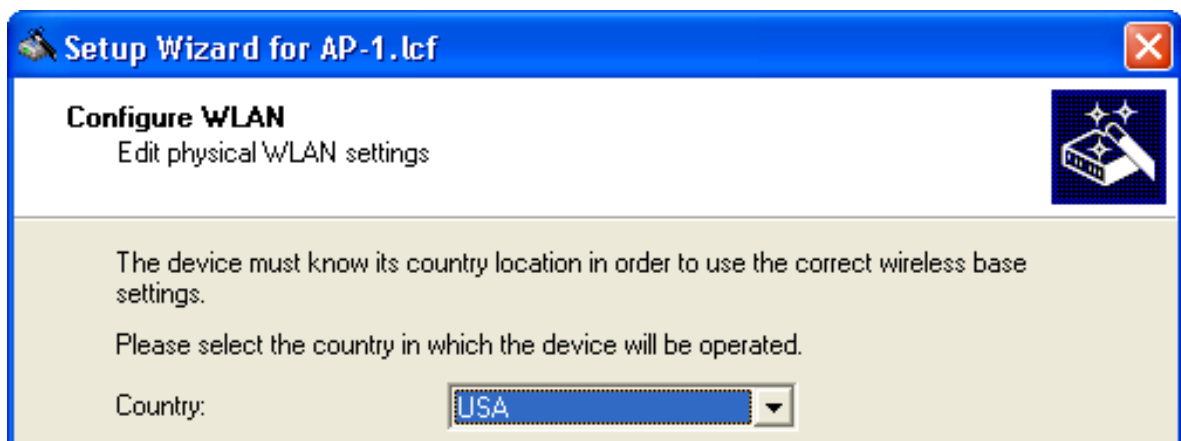 Setup Wizard for AP-1.lcf
Configure WLAN
Edit physical WLAN settings
The device must know its country location in order to use the correct wireless base
settings.
Please select the country in which the device will be operated.
Country: USA